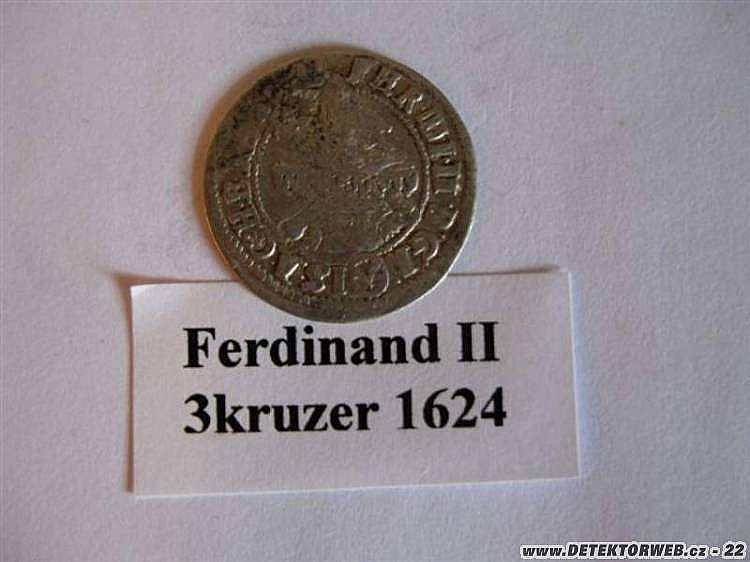 Ferdinand II
3kruzer 1624
www.DETEKTORWEB.cz - 22